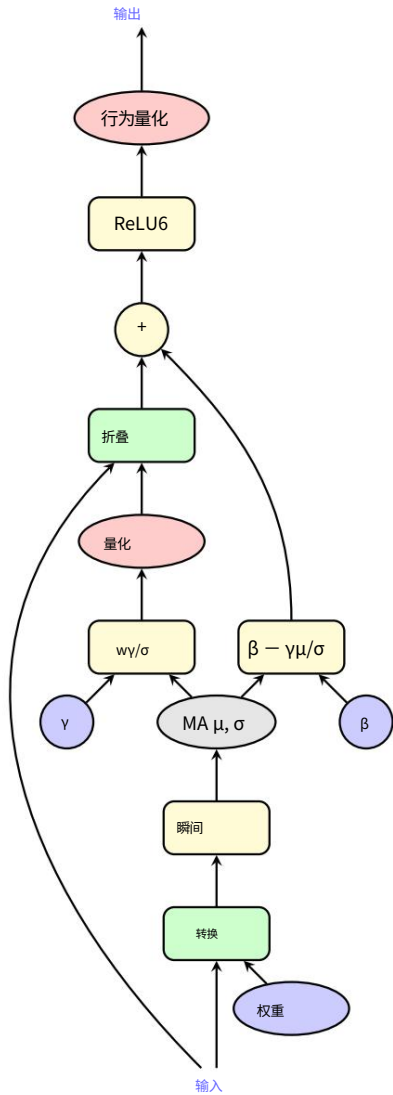 输出
行为量化
ReLU6
+
折叠
量化
wγ/σ
β − γμ/σ
γ
MA μ, σ
β
瞬间
转换
权重
输入